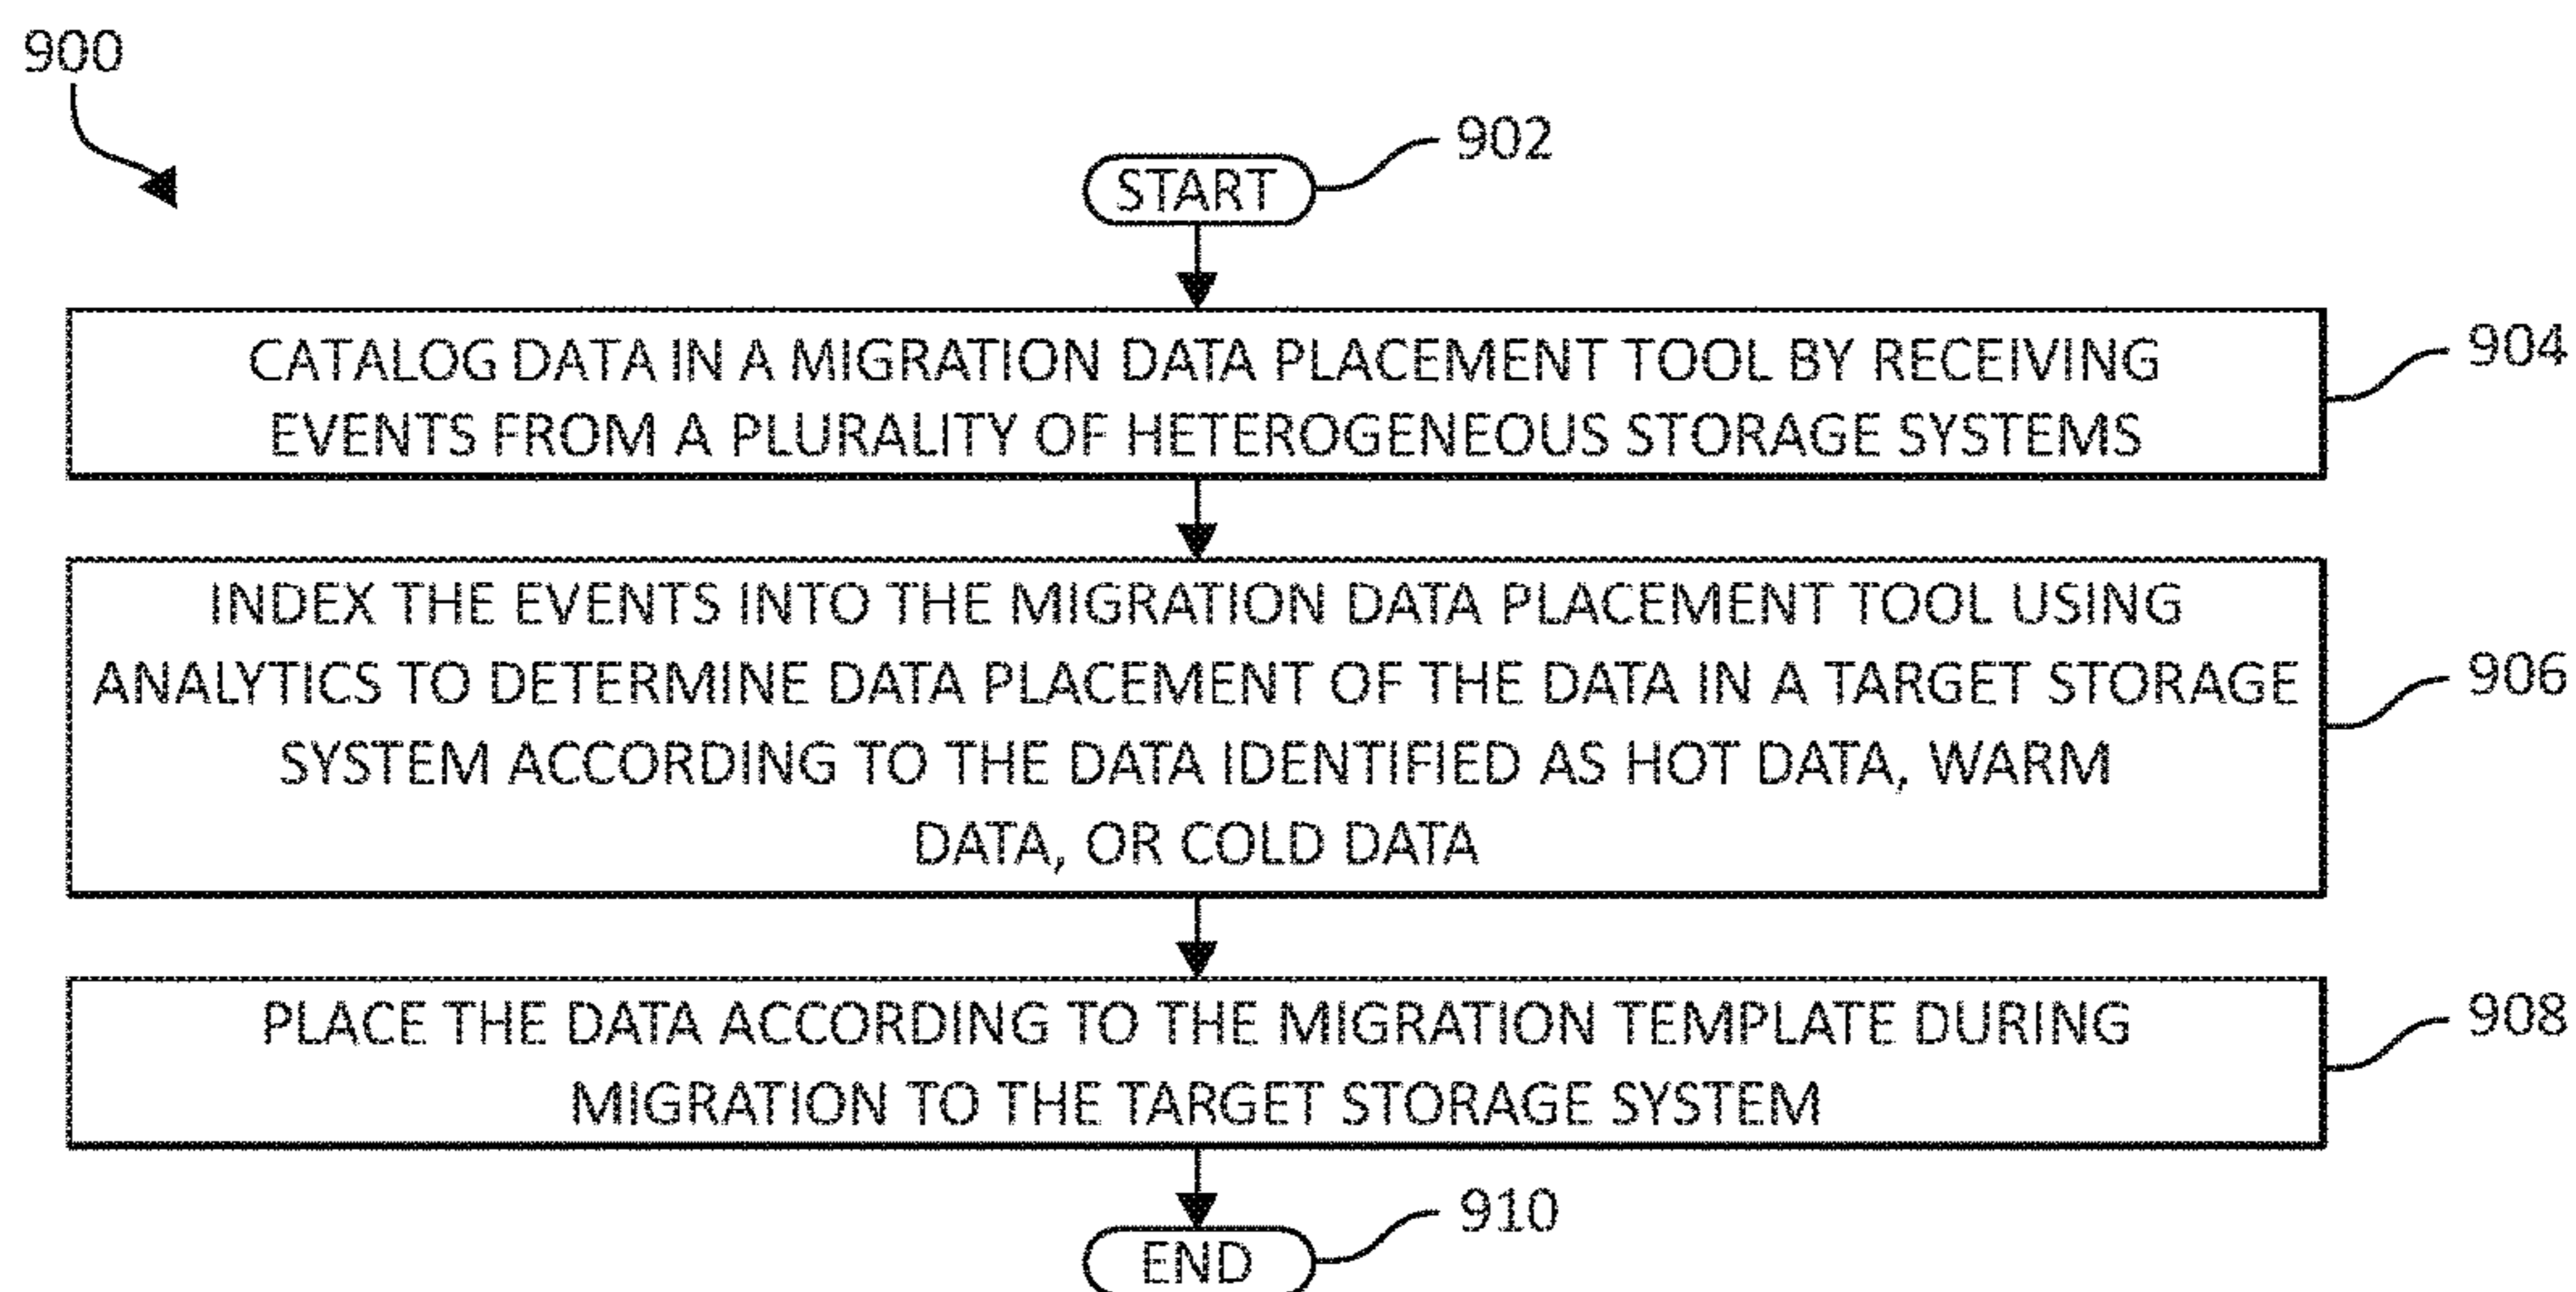 900
902
START
904
CATALOG DATA IN A MIGRATION DATA PLACEMENT TOOL BY RECEIVING
EVENTS FROM A PLURALITY OF HETEROGENEOUS STORAGE SYSTEMS
INDEX THE EVENTS INTO THE MIGRATION DATA PLACEMENT TOOL USING
ANALYTICS TO DETERMINE DATA PLACEMENT OF THE DATA IN A TARGET STORAGE
906
SYSTEM ACCORDING TO THE DATA IDENTIFIED AS HOT DATA, WARM
DATA, OR COLD DATA
908
PLACE THE DATA ACCORDING TO THE MIGRATION TEMPLATE DURING
MIGRATION TO THE TARGET STORAGE SYSTEM
910
END